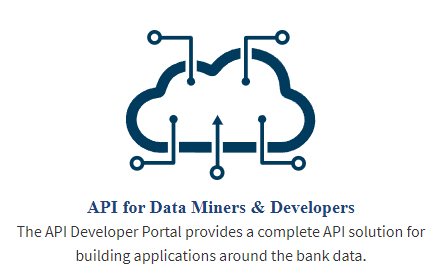 API for Data Miners & Developers
The API Developer Portal provides a complete API solution for
building applications around the bank data.